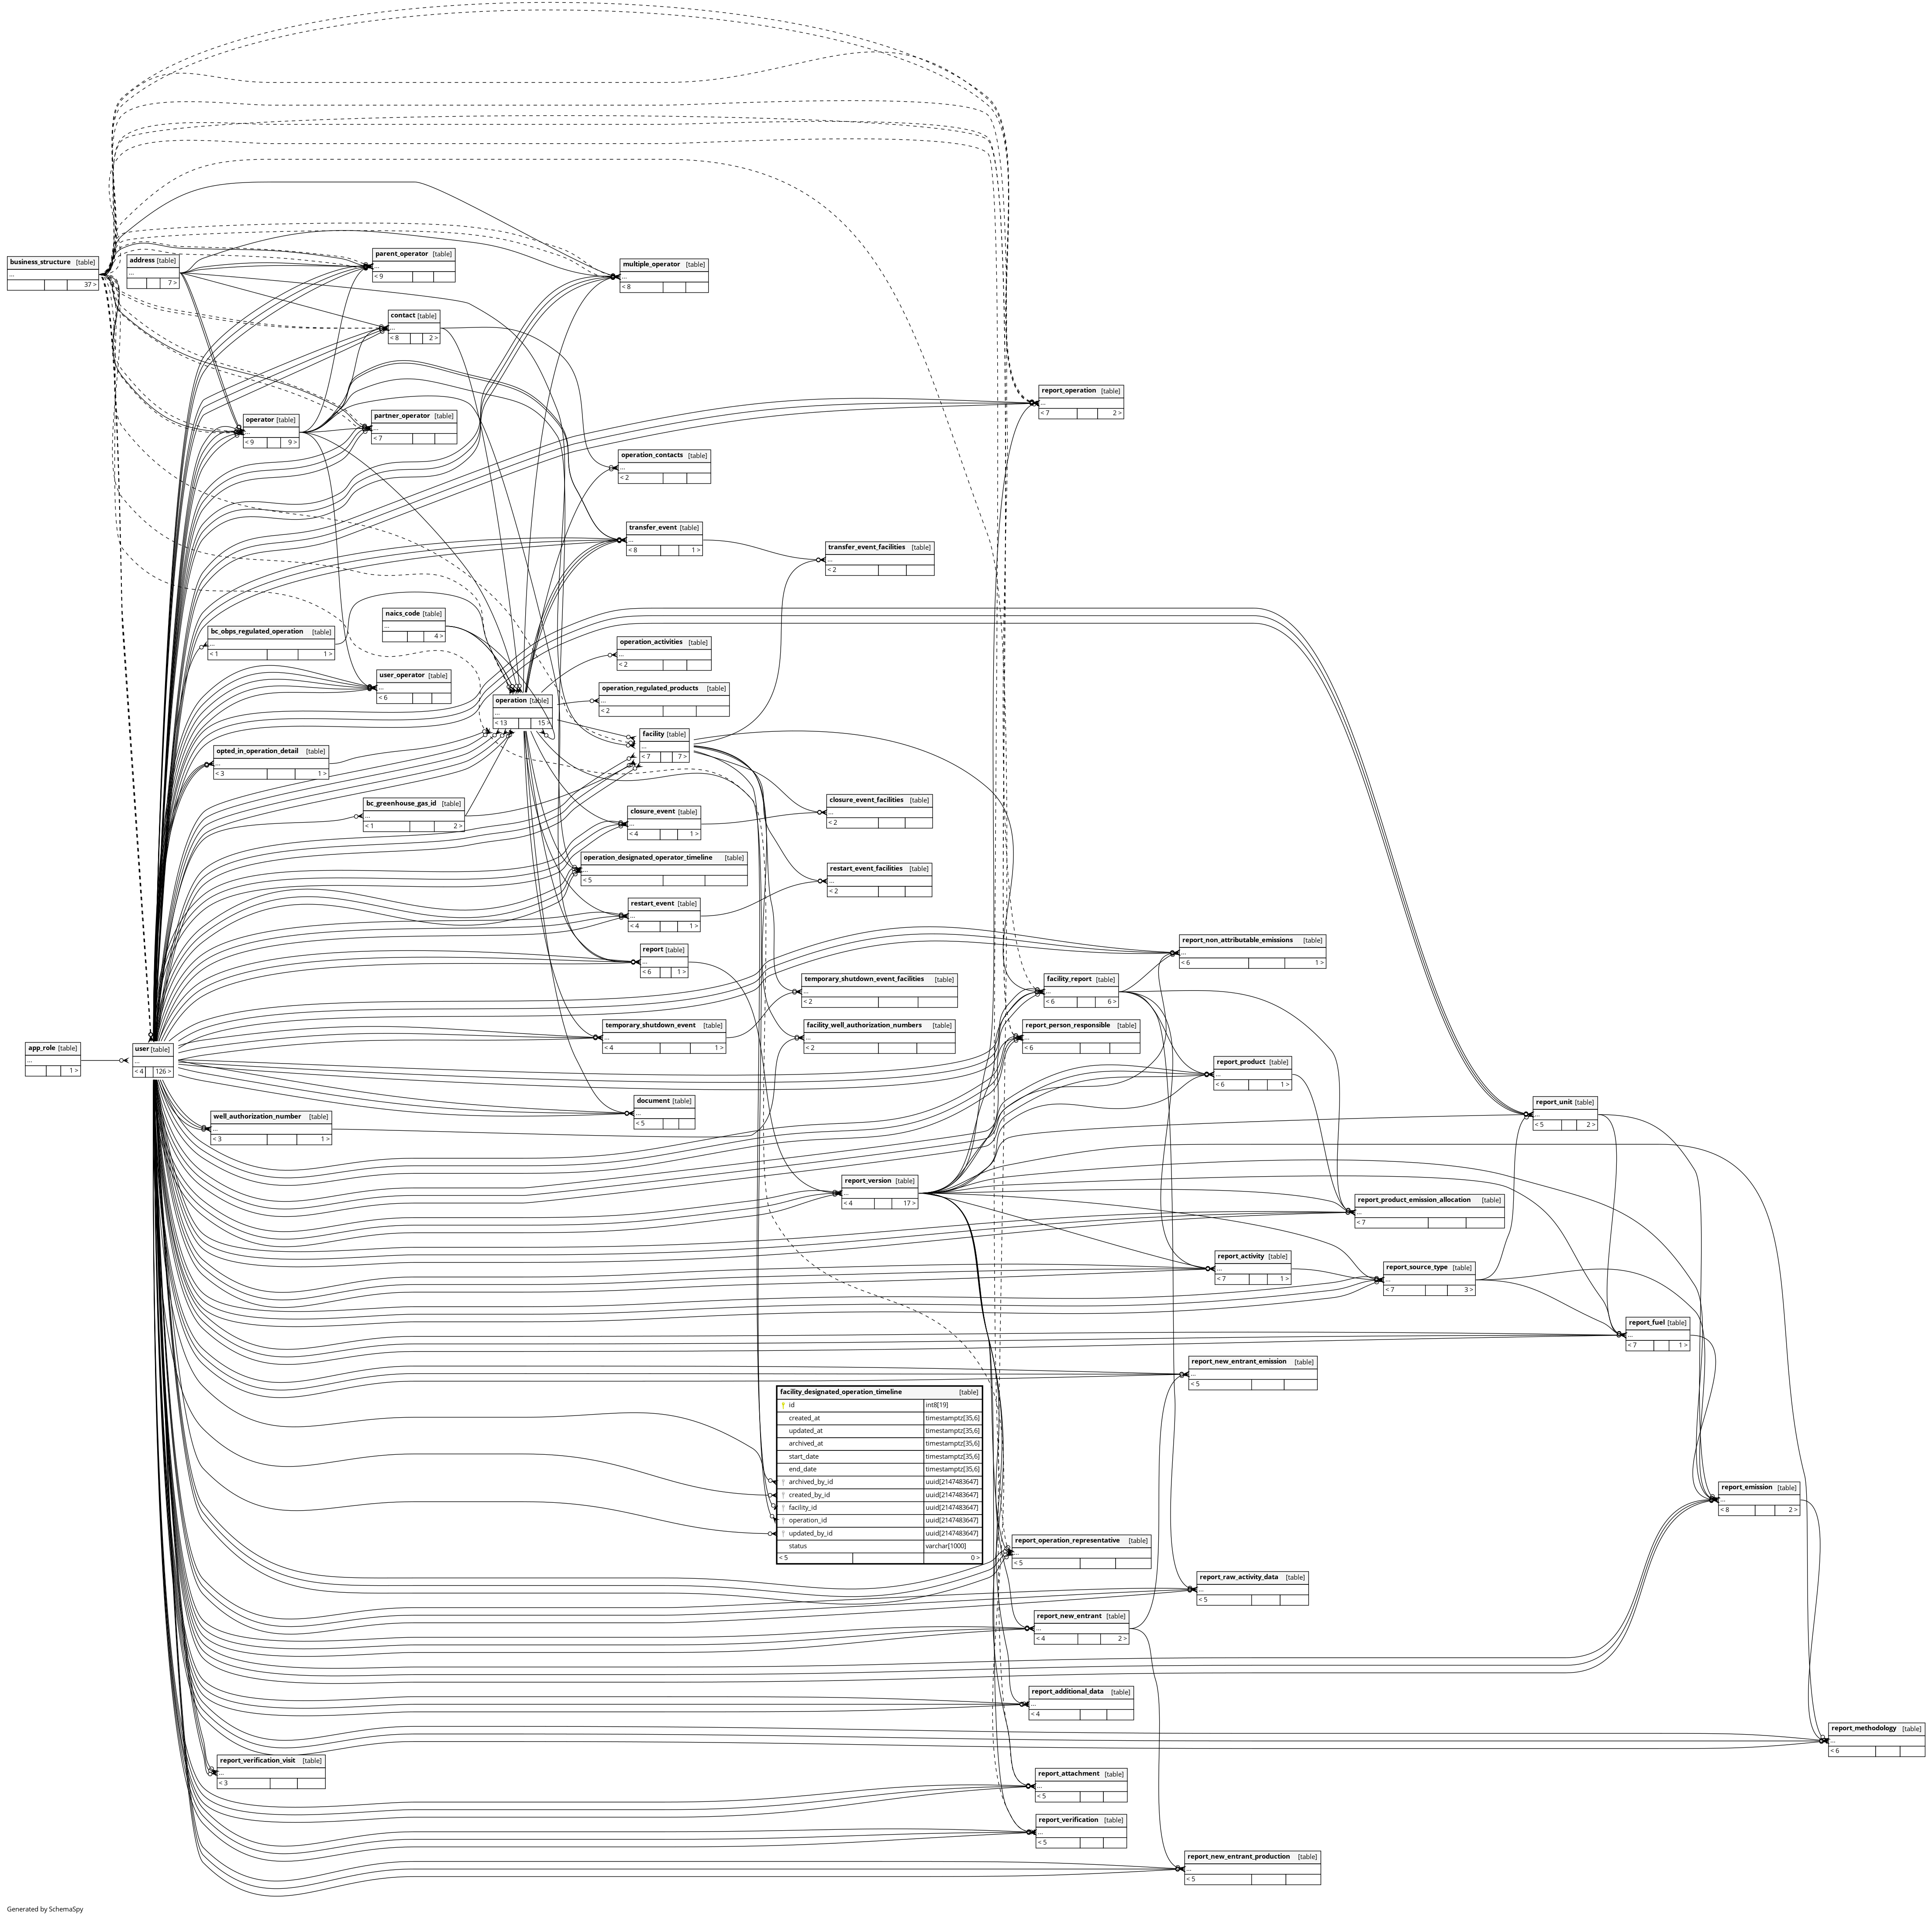 business_structure [table]
...
37 >
address [table]
...
7 >
parent_operator [table]
...
< 9
multiple_operator [table]
...
< 8
contact [table]
...
< 8 2 >
report_operation [table]
...
< 7 2 >
operator [table]
...
< 9 9 >
partner_operator [table]
...
< 7
operation_contacts [table]
...
< 2
transfer_event [table]
...
< 8 1 >
transfer_event_facilities [table]
...
< 2
naics_code [table]
...
4 >
bc_obps_regulated_operation [table]
...
< 1 1 >
operation_activities [table]
...
< 2
user_operator [table]
...
< 6
operation_regulated_products [table]
...
< 2
operation [table]
...
< 13 15 >
facility [table]
...
< 7 7 >
opted_in_operation_detail [table]
...
< 3 1 >
bc_greenhouse_gas_id [table]
...
< 1 2 >
closure_event [table]
...
< 4 1 >
closure_event_facilities [table]
...
< 2
operation_designated_operator_timeline [table]
...
< 5
restart_event_facilities [table]
...
< 2
restart_event [table]
...
< 4 1 >
report [table]
...
< 6 1 >
report_non_attributable_emissions [table]
...
< 6 1 >
temporary_shutdown_event_facilities [table]
...
< 2
facility_report [table]
...
< 6 6 >
temporary_shutdown_event [table]
...
< 4 1 >
facility_well_authorization_numbers [table]
...
< 2
report_person_responsible [table]
...
< 6
app_role [table]
...
1 >
user [table]
...
< 4 126 >
report_product [table]
...
< 6 1 >
document [table]
...
< 5
report_unit [table]
...
< 5 2 >
well_authorization_number [table]
...
< 3 1 >
report_version [table]
...
< 4 17 >
report_product_emission_allocation [table]
...
< 7
report_activity [table]
...
< 7 1 >
report_source_type [table]
...
< 7 3 >
report_fuel [table]
...
< 7 1 >
report_new_entrant_emission [table]
...
< 5
facility_designated_operation_timeline [table]
id int8[19]
created_at timestamptz[35,6]
updated_at timestamptz[35,6]
archived_at timestamptz[35,6]
start_date timestamptz[35,6]
end_date timestamptz[35,6]
archived_by_id uuid[2147483647]
created_by_id uuid[2147483647]
facility_id uuid[2147483647]
operation_id uuid[2147483647]
updated_by_id uuid[2147483647]
status varchar[1000]
< 5 0 >
report_emission [table]
...
< 8 2 >
report_operation_representative [table]
...
< 5
report_raw_activity_data [table]
...
< 5
report_new_entrant [table]
...
< 4 2 >
report_additional_data [table]
...
< 4
report_methodology [table]
...
< 6
report_verification_visit [table]
...
< 3
report_attachment [table]
...
< 5
report_verification [table]
...
< 5
report_new_entrant_production [table]
...
< 5
Generated by SchemaSpy